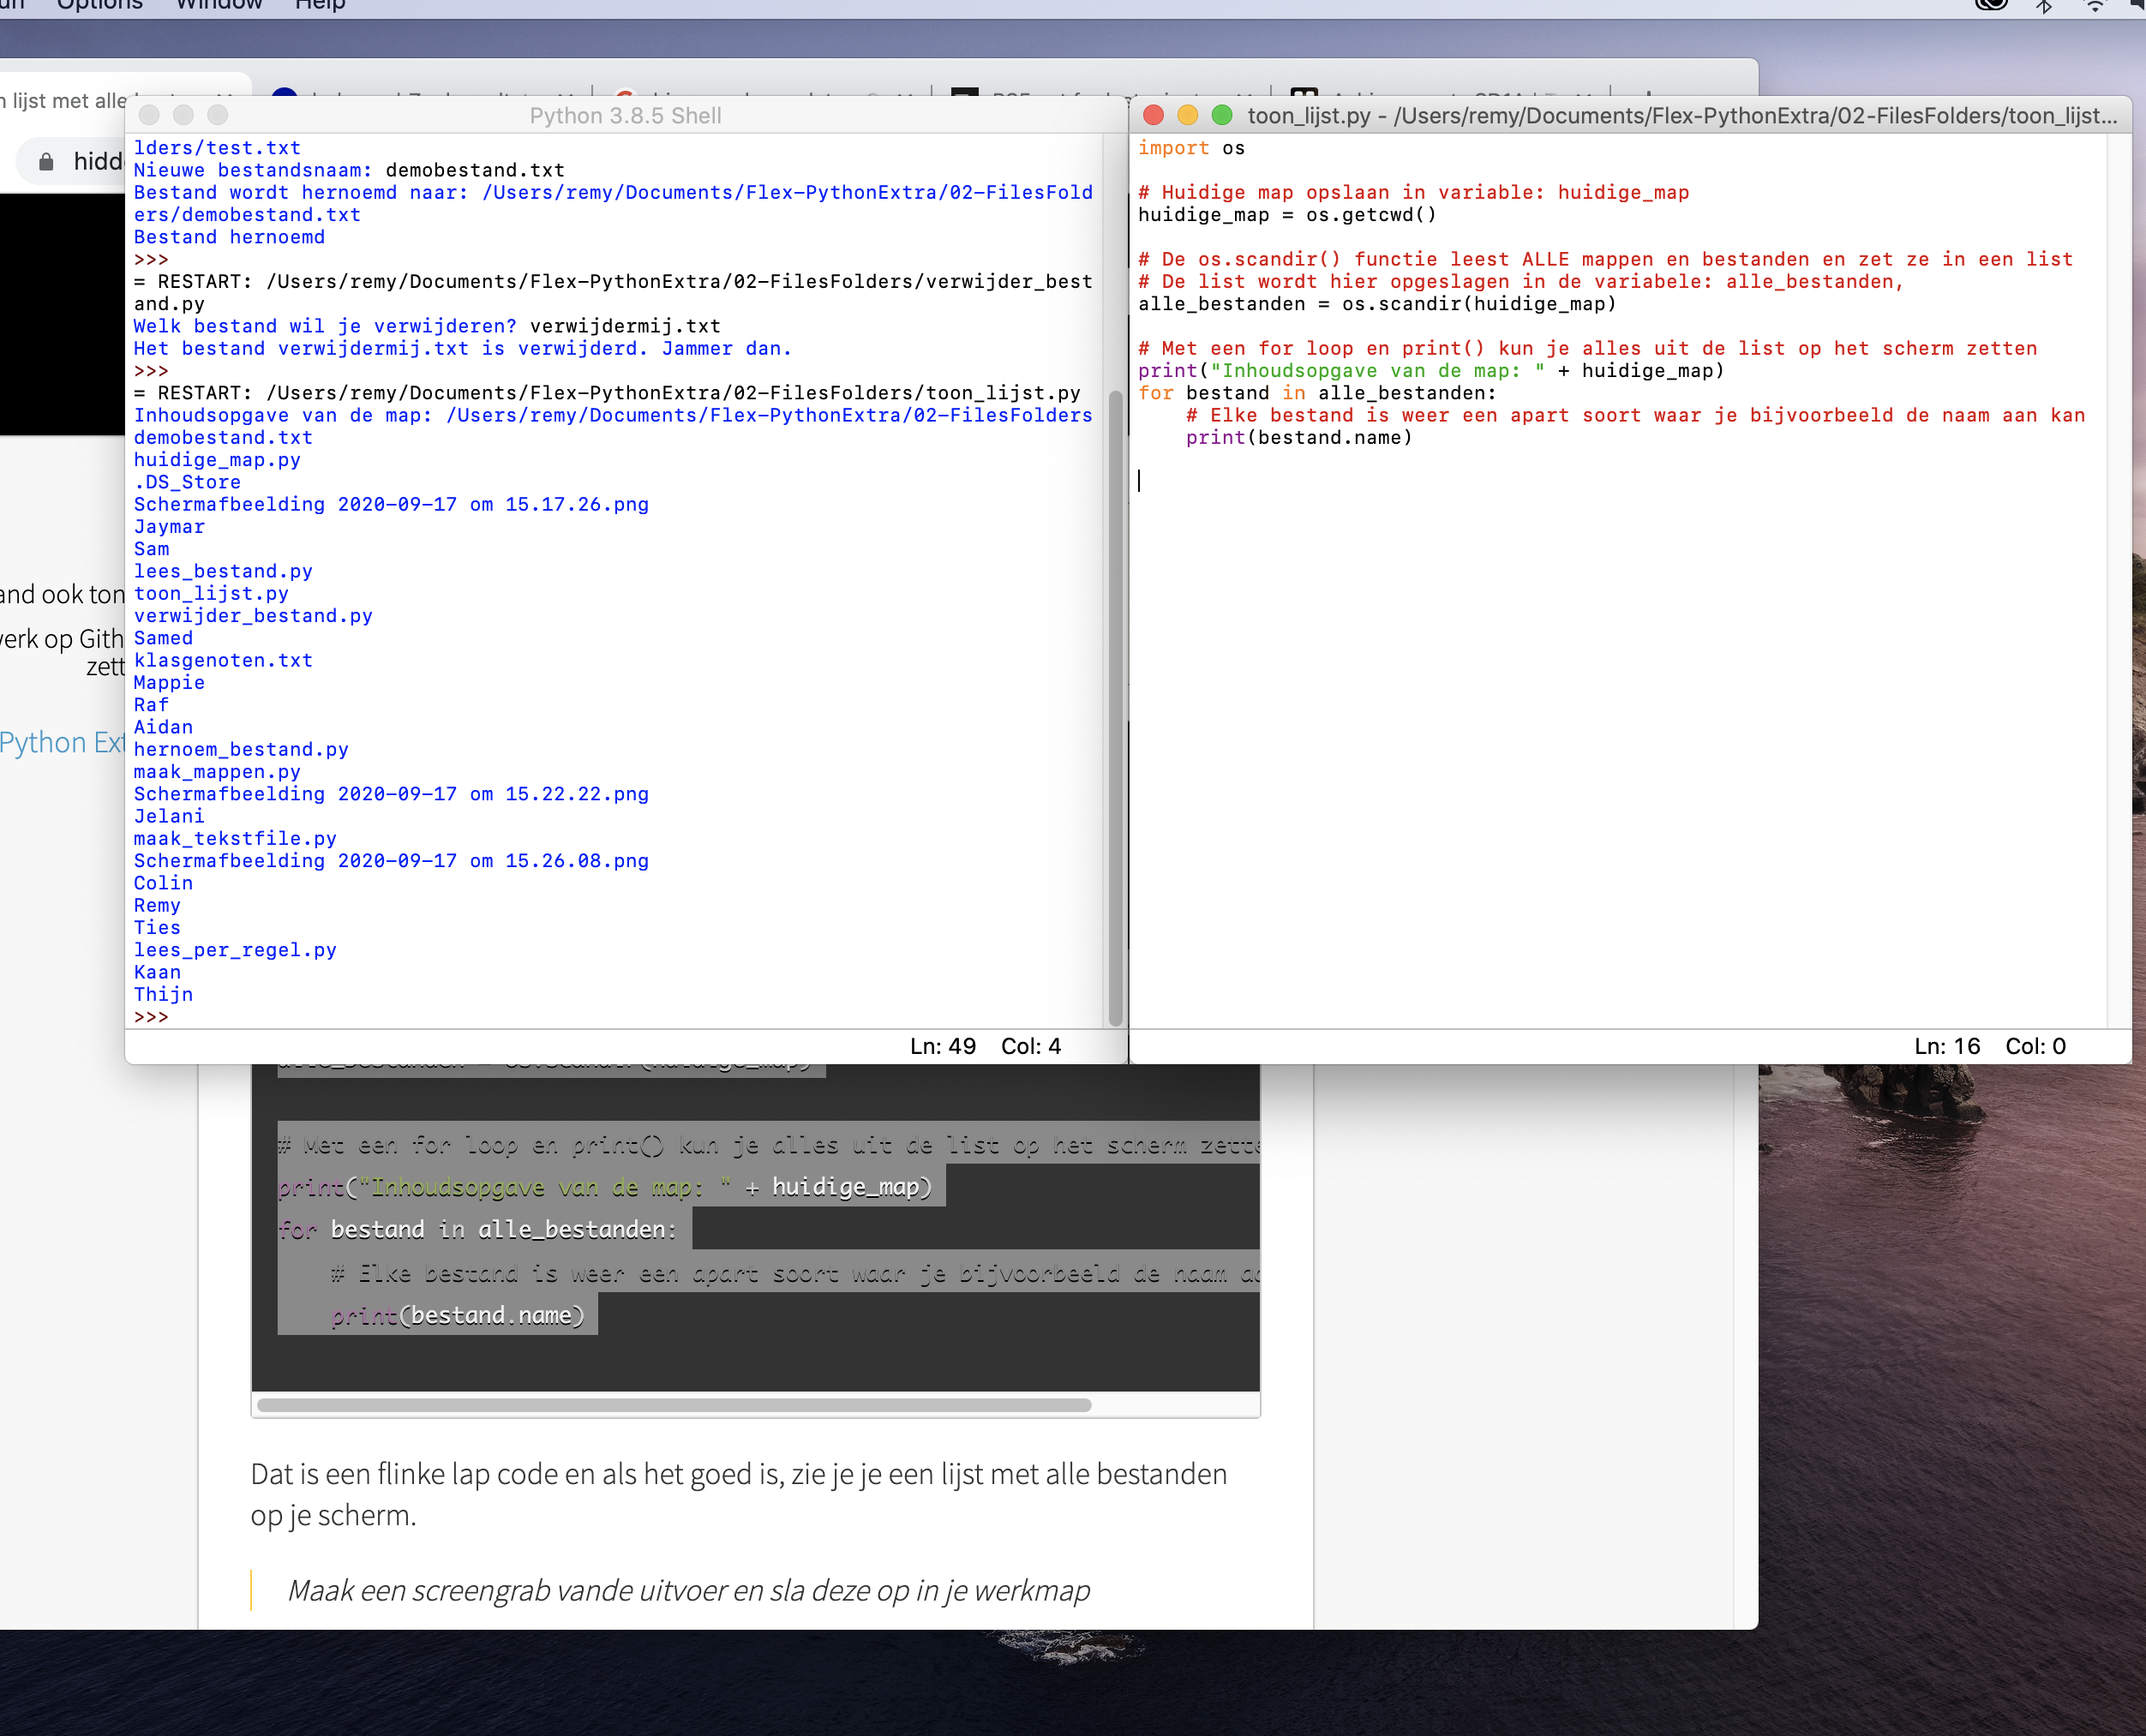 Options Window Help
n lijst met alle
hidd
Python 3.8.5 Shell
lders/test.txt
Nieuwe bestandsnaam: demobestand.txt
Bestand wordt hernoemd naar: /Users/remy/Documents/Flex-PythonExtra/02-FilesFold
ers/demobestand.txt
Bestand hernoemd
>>>
= RESTART: /Users/remy/Documents/Flex-PythonExtra/02-FilesFolders/verwijder_best
and.py
Welk bestand wil je verwijderen? verwijdermij.txt
Het bestand verwijdermij.txt is verwijderd. Jammer dan.
>>>
= RESTART: /Users/remy/Documents/Flex-PythonExtra/02-FilesFolders/toon_lijst.py
Inhoudsopgave van de map: /Users/remy/Documents/Flex-PythonExtra/02-FilesFolders
demobestand.txt
huidige_map.py
.DS_Store
Schermafbeelding 2020-09-17 om 15.17.26.png
Jaymar
Sam
lees_bestand.py
toon_lijst.py
verwijder_bestand.py
Samed
klasgenoten.txt
Mappie
Raf
Aidan
hernoem_bestand.py
maak_mappen.py
Schermafbeelding 2020-09-17 om 15.22.22.png
Jelani
maak_tekstfile.py
Schermafbeelding 2020-09-17 om 15.26.08.png
Colin
Remy
Ties
lees_per_regel.py
Kaan
Thijn
>>>
Ln: 49 Col: 4
toon_lijst.py - /Users/remy/Documents/Flex-PythonExtra/02-FilesFolders/toon_lijst...
import os
# Huidige map opslaan in variable: huidige_map
huidige_map = os.getcwd()
# De os.scandir() functie leest ALLE mappen en bestanden en zet ze in een list
# De list wordt hier opgeslagen in de variabele: alle_bestanden,
alle_bestanden = os.scandir(huidige_map)
# Met een for loop en print() kun je alles uit de list op het scherm zetten
print("Inhoudsopgave van de map: " + huidige_map)
for bestand in alle_bestanden:
    # Elke bestand is weer een apart soort waar je bijvoorbeeld de naam aan kan
    print(bestand.name)
Ln: 16 Col: 0
and ook ton
verk op Gith
zett
Python Ext
# Met een for loop en print() kun je alles uit de list op het scherm zette
print("Inhoudsopgave van de map: " + huidige_map)
for bestand in alle_bestanden:
    # Elke bestand is weer een apart soort waar je bijvoorbeeld de naam aa
    print(bestand.name)
Dat is een flinke lap code en als het goed is, zie je je een lijst met alle bestanden
op je scherm.
Maak een screengrab vande uitvoer en sla deze op in je werkmap